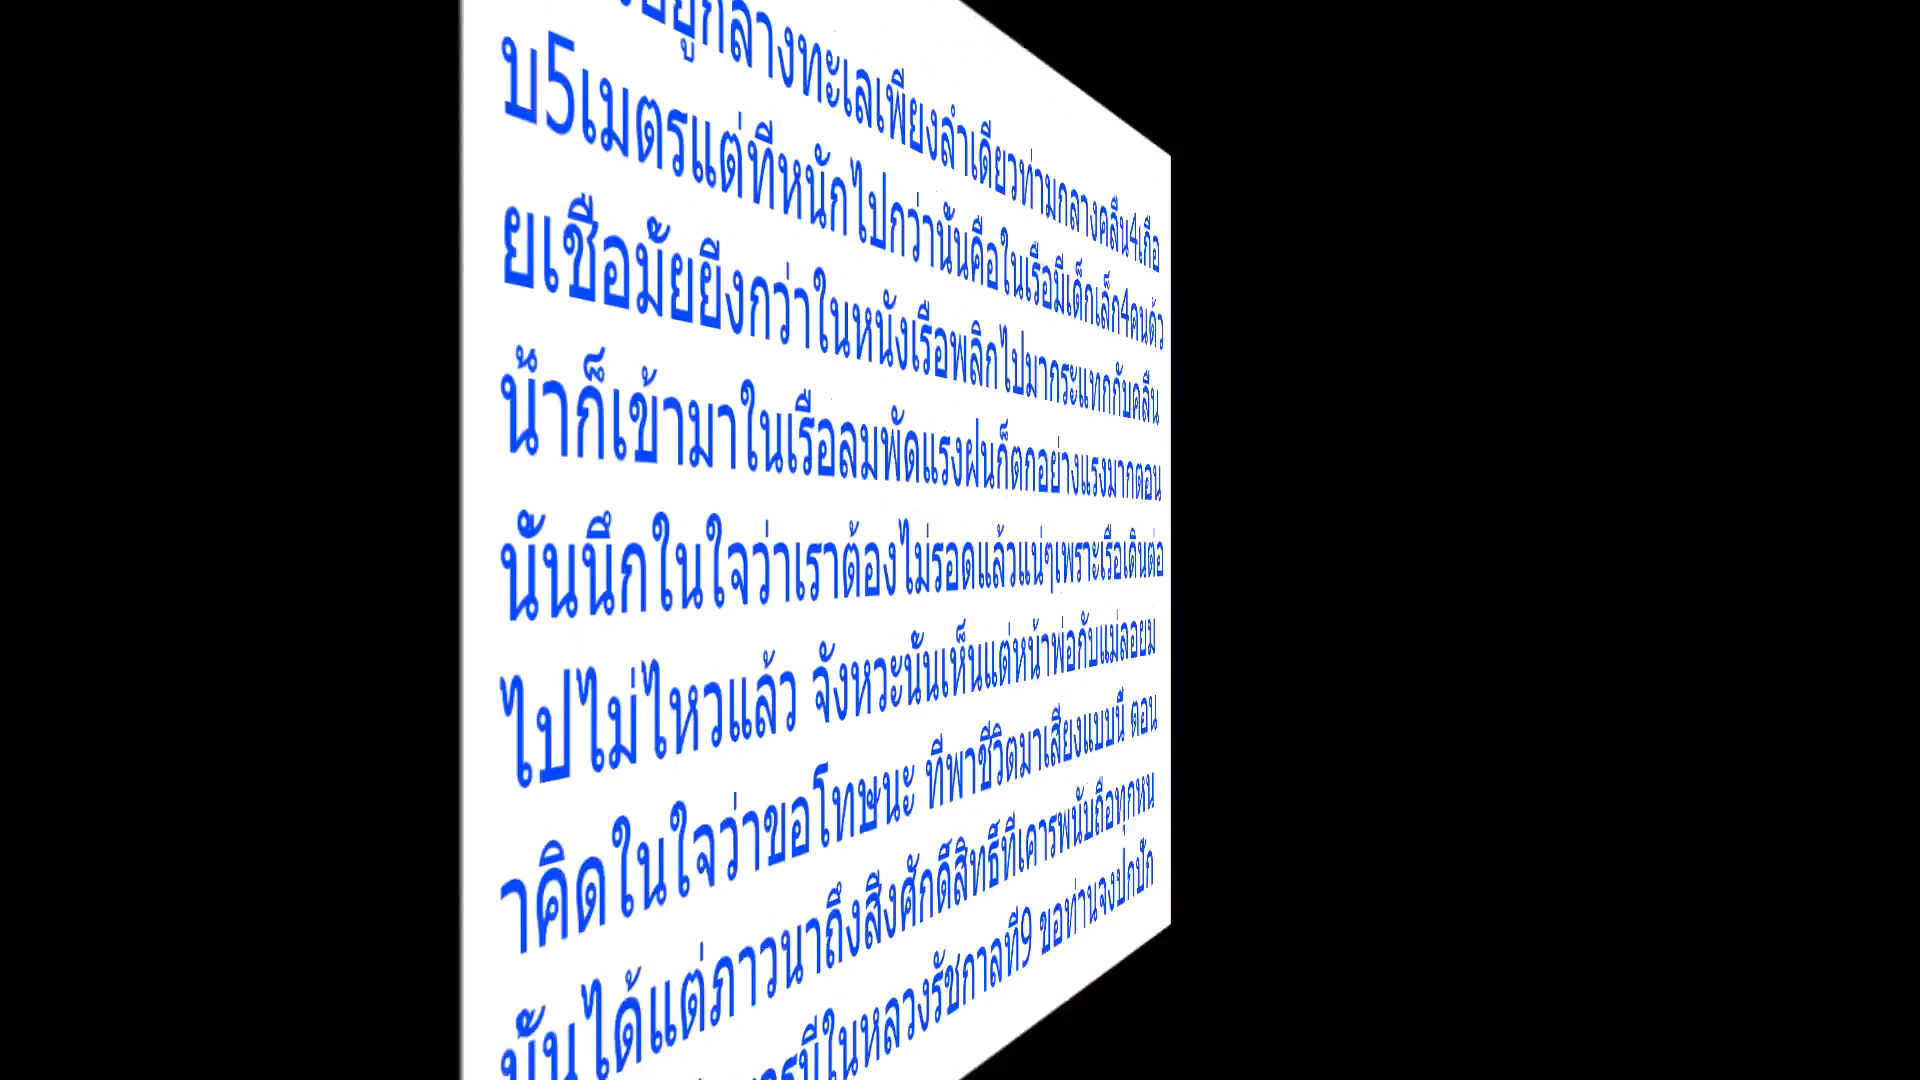 อยู่กลางทะเลเพียงลำเดียวท่ามกลางคลื่น4เกือ
บ5เมตรแต่ที่หนักไปกว่านั้นคือในเรือมีเด็กเล็ก4คนด้ว
ยเชื่อมั้ยยิ่งกว่าในหนังเรือพลิกไปมากระแทกกับคลื่น
น้ำก็เข้ามาในเรือลมพัดแรงฝนก็ตกอย่างแรงมากตอน
นั้นนึกในใจว่าเราต้องไม่รอดแล้วแน่ๆเพราะเรือเดินต่อ
ไปไม่ไหวแล้ว จังหวะนั้นเห็นแต่หน้าพ่อกับแม่ลอยม
าคิดในใจว่าขอโทษนะ ที่พาชีวิตมาเสี่ยงแบบนี้ ตอน
นั้นได้แต่ภาวนาถึงสิ่งศักดิ์สิทธิ์ที่เคารพนับถือทุกหน
ารมีในหลวงรัชกาลที่9 ขอท่านจงปกปัก